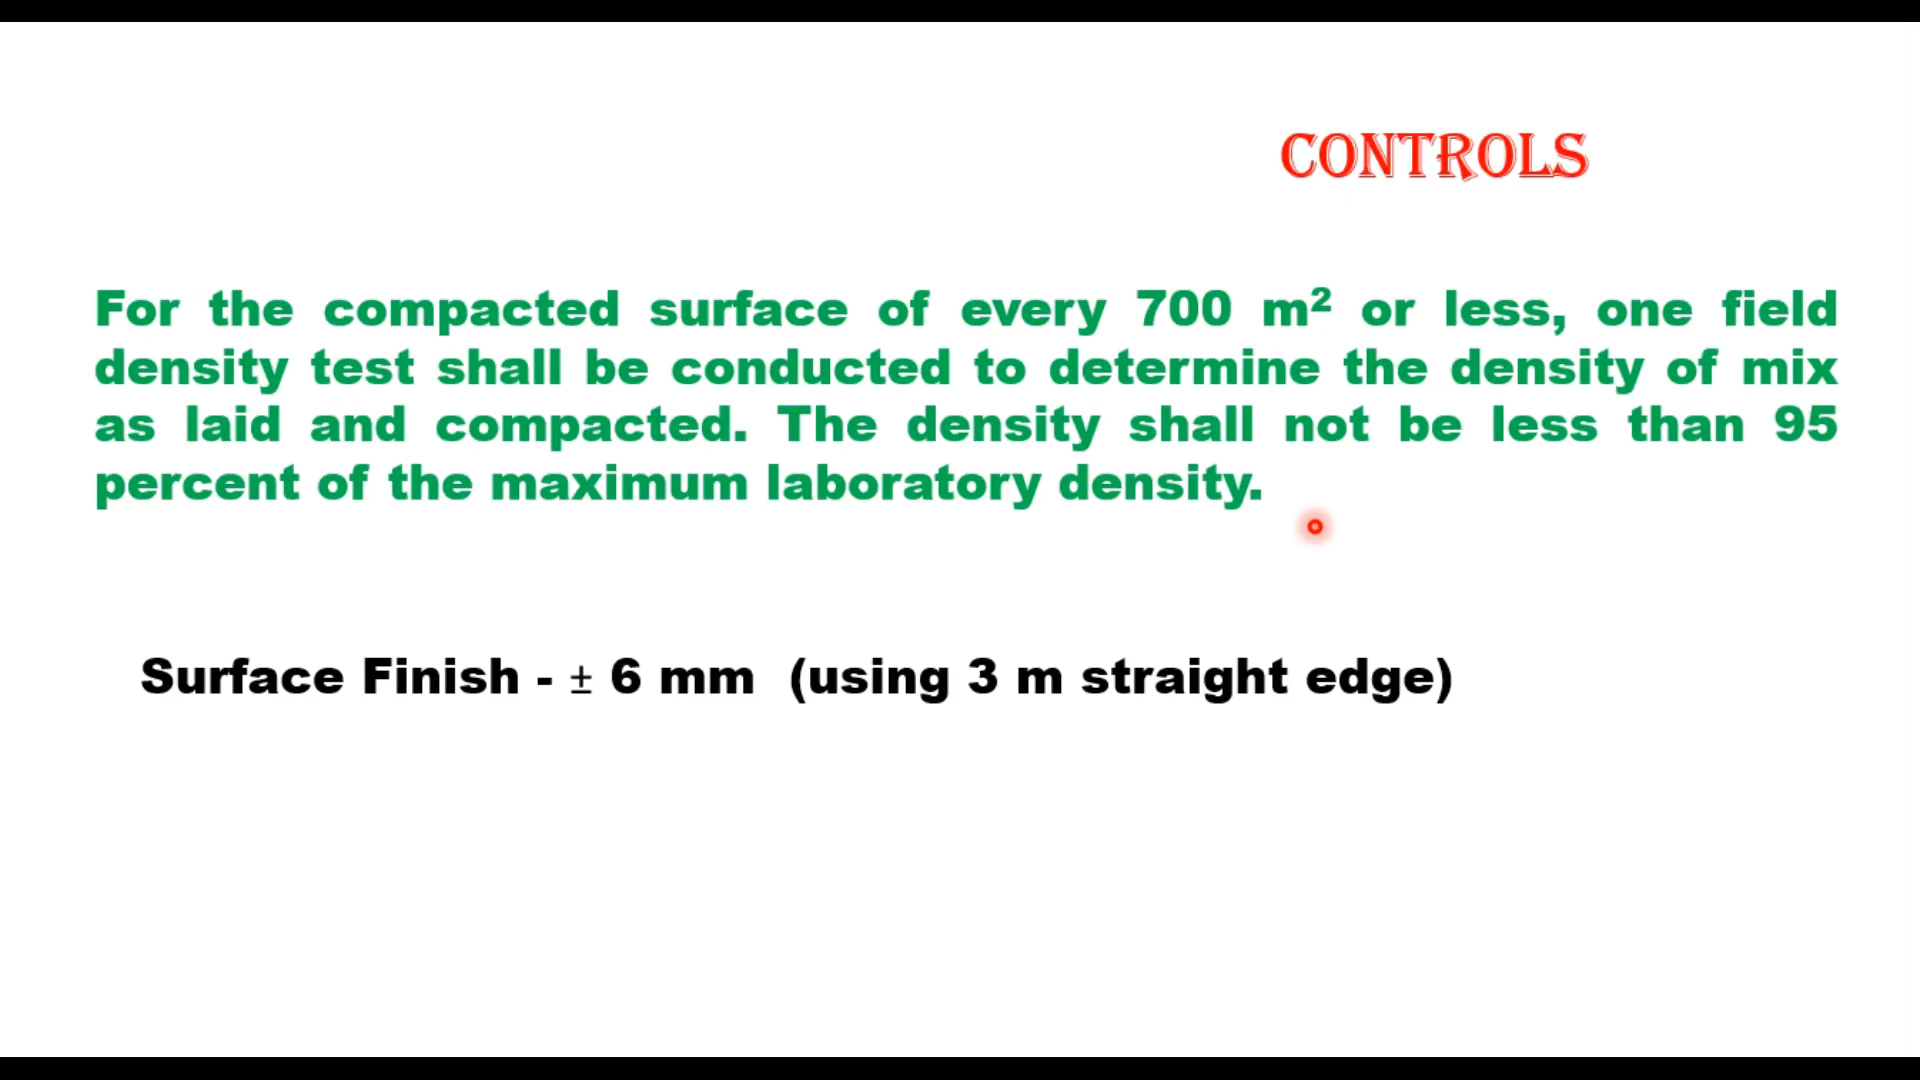 CONTROLS
For the compacted surface of every 700 m² or less, one field
density test shall be conducted to determine the density of mix
as laid and compacted. The density shall not be less than 95
percent of the maximum laboratory density.
Surface Finish - ± 6 mm (using 3 m straight edge)